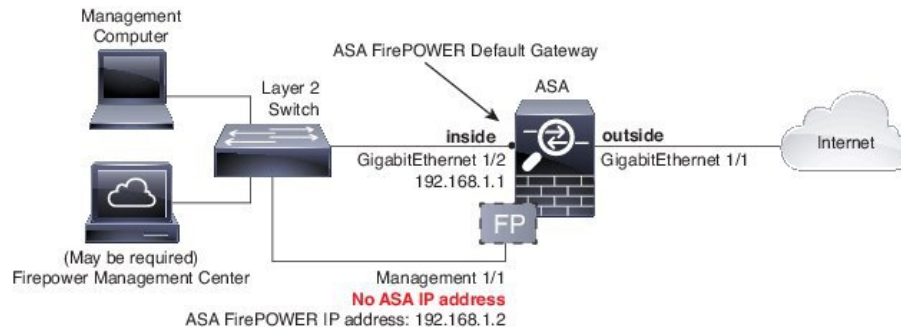 Management
Computer
ASA FirePOWER Default Gateway
Layer 2
Switch
ASA
inside
outside
GigabitEthernet 1/2
GigabitEthernet 1/1
192.168.1.1
Internet
FP
(May be required)
Firepower Management Center
Management 1/1
No ASA IP address
ASA FirePOWER IP address: 192.168.1.2